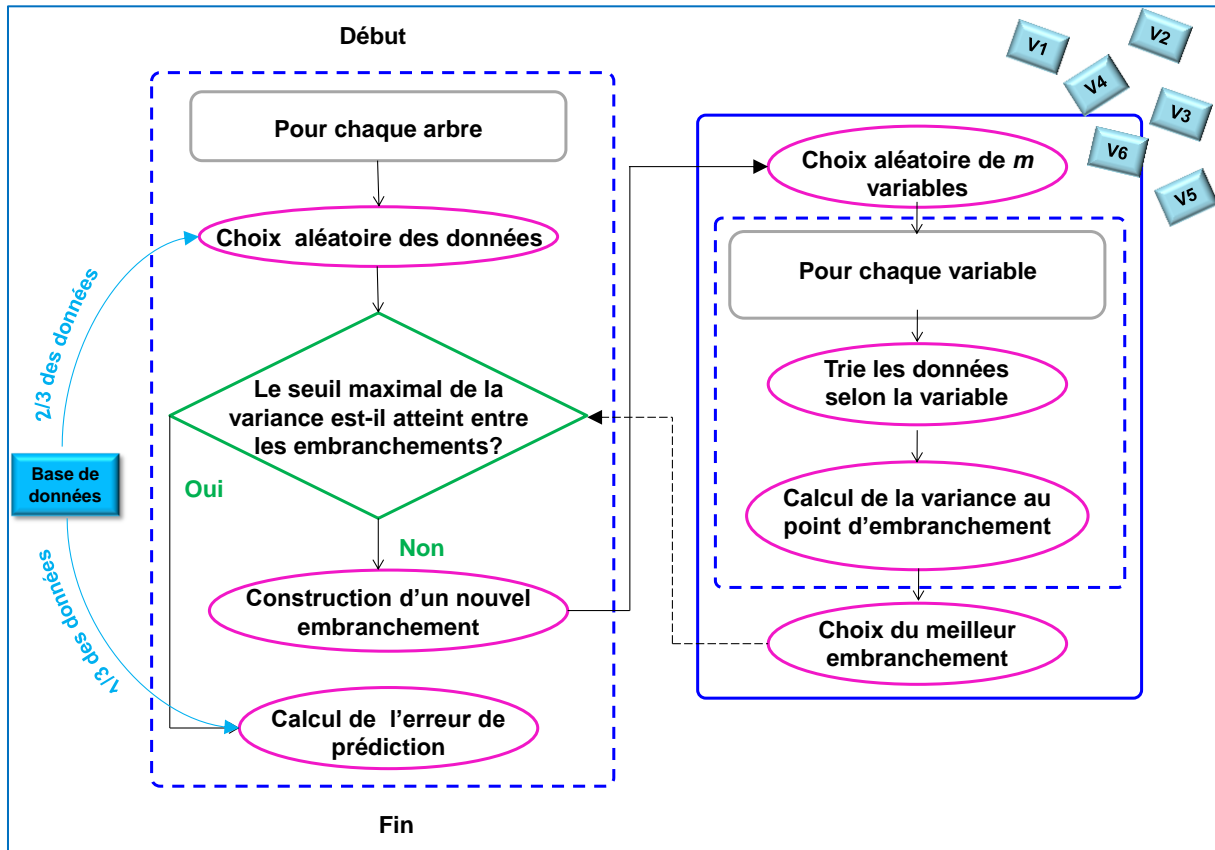 Début
Pour chaque arbre
Choix aléatoire des données
Le seuil maximal de la
variance est-il atteint entre
les embranchements?
Oui
Non
Construction d'un nouvel
embranchement
Calcul de l'erreur de
prédiction
Fin
2/3 des données
Base de
données
1/3 des données
V1
V2
V4
V3
V6
V5
Choix aléatoire de m
variables
Pour chaque variable
Trie les données
selon la variable
Calcul de la variance au
point d'embranchement
Choix du meilleur
embranchement